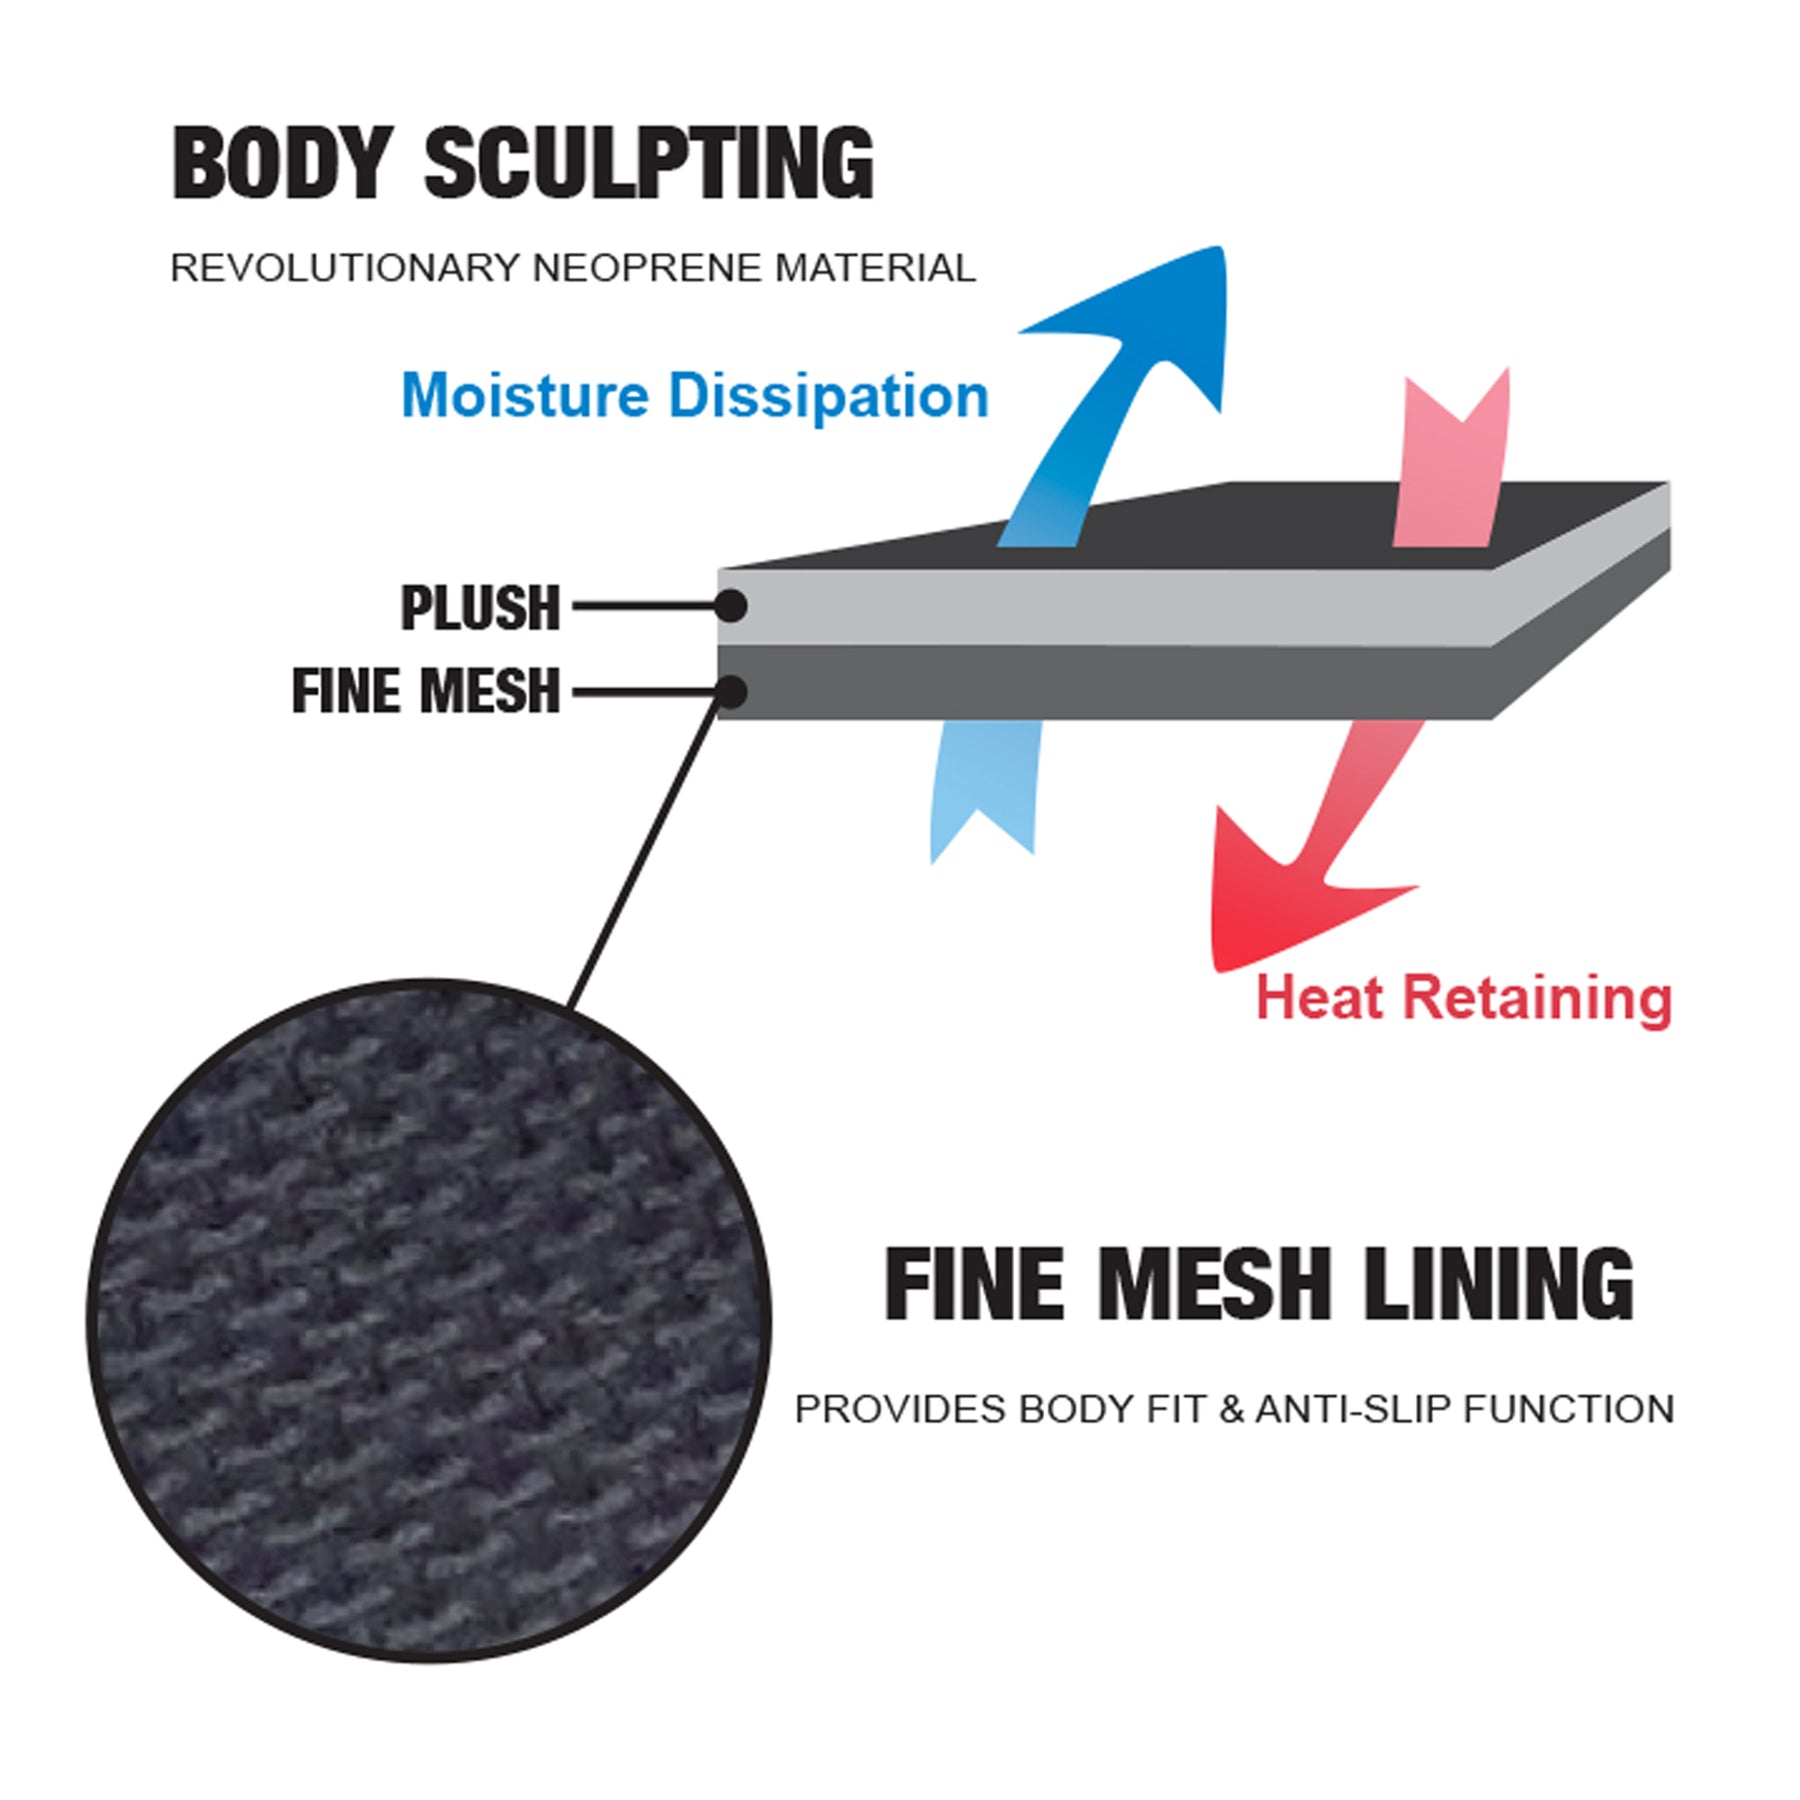 BODY SCULPTING
REVOLUTIONARY NEOPRENE MATERIAL
Moisture Dissipation
PLUSH
FINE MESH
Heat Retaining
FINE MESH LINING
PROVIDES BODY FIT & ANTI-SLIP FUNCTION